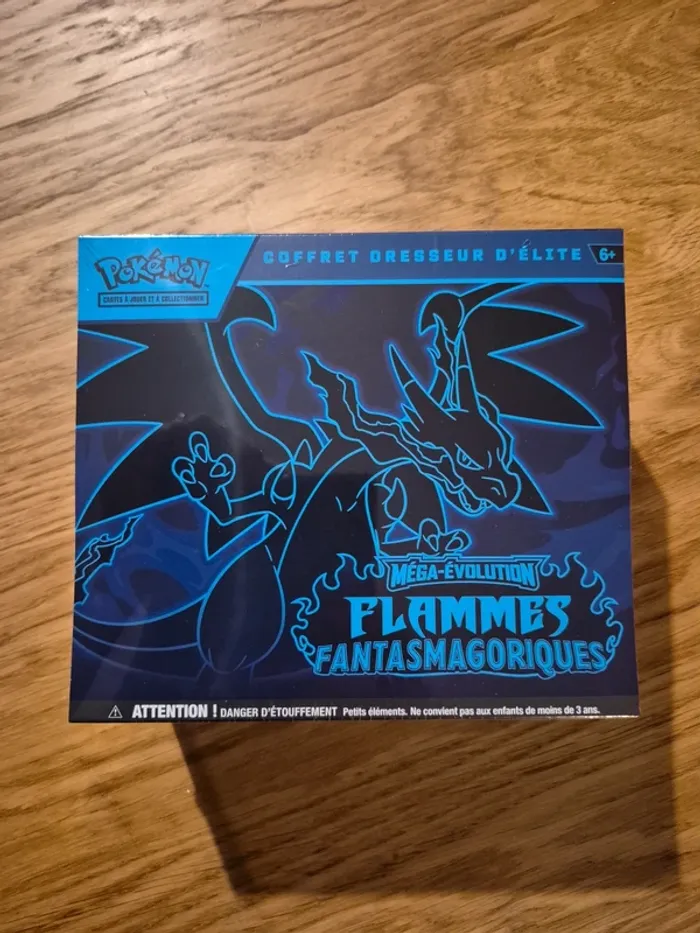 POKÉMON
CARTES À JOUER ET À COLLECTIONNER
COFFRET DRESSEUR D'ÉLITE 6+
MÉGA-ÉVOLUTION
FLAMMES
FANTASMAGORIQUES
ATTENTION ! DANGER D'ÉTOUFFEMENT Petits éléments. Ne convient pas aux enfants de moins de 3 ans.